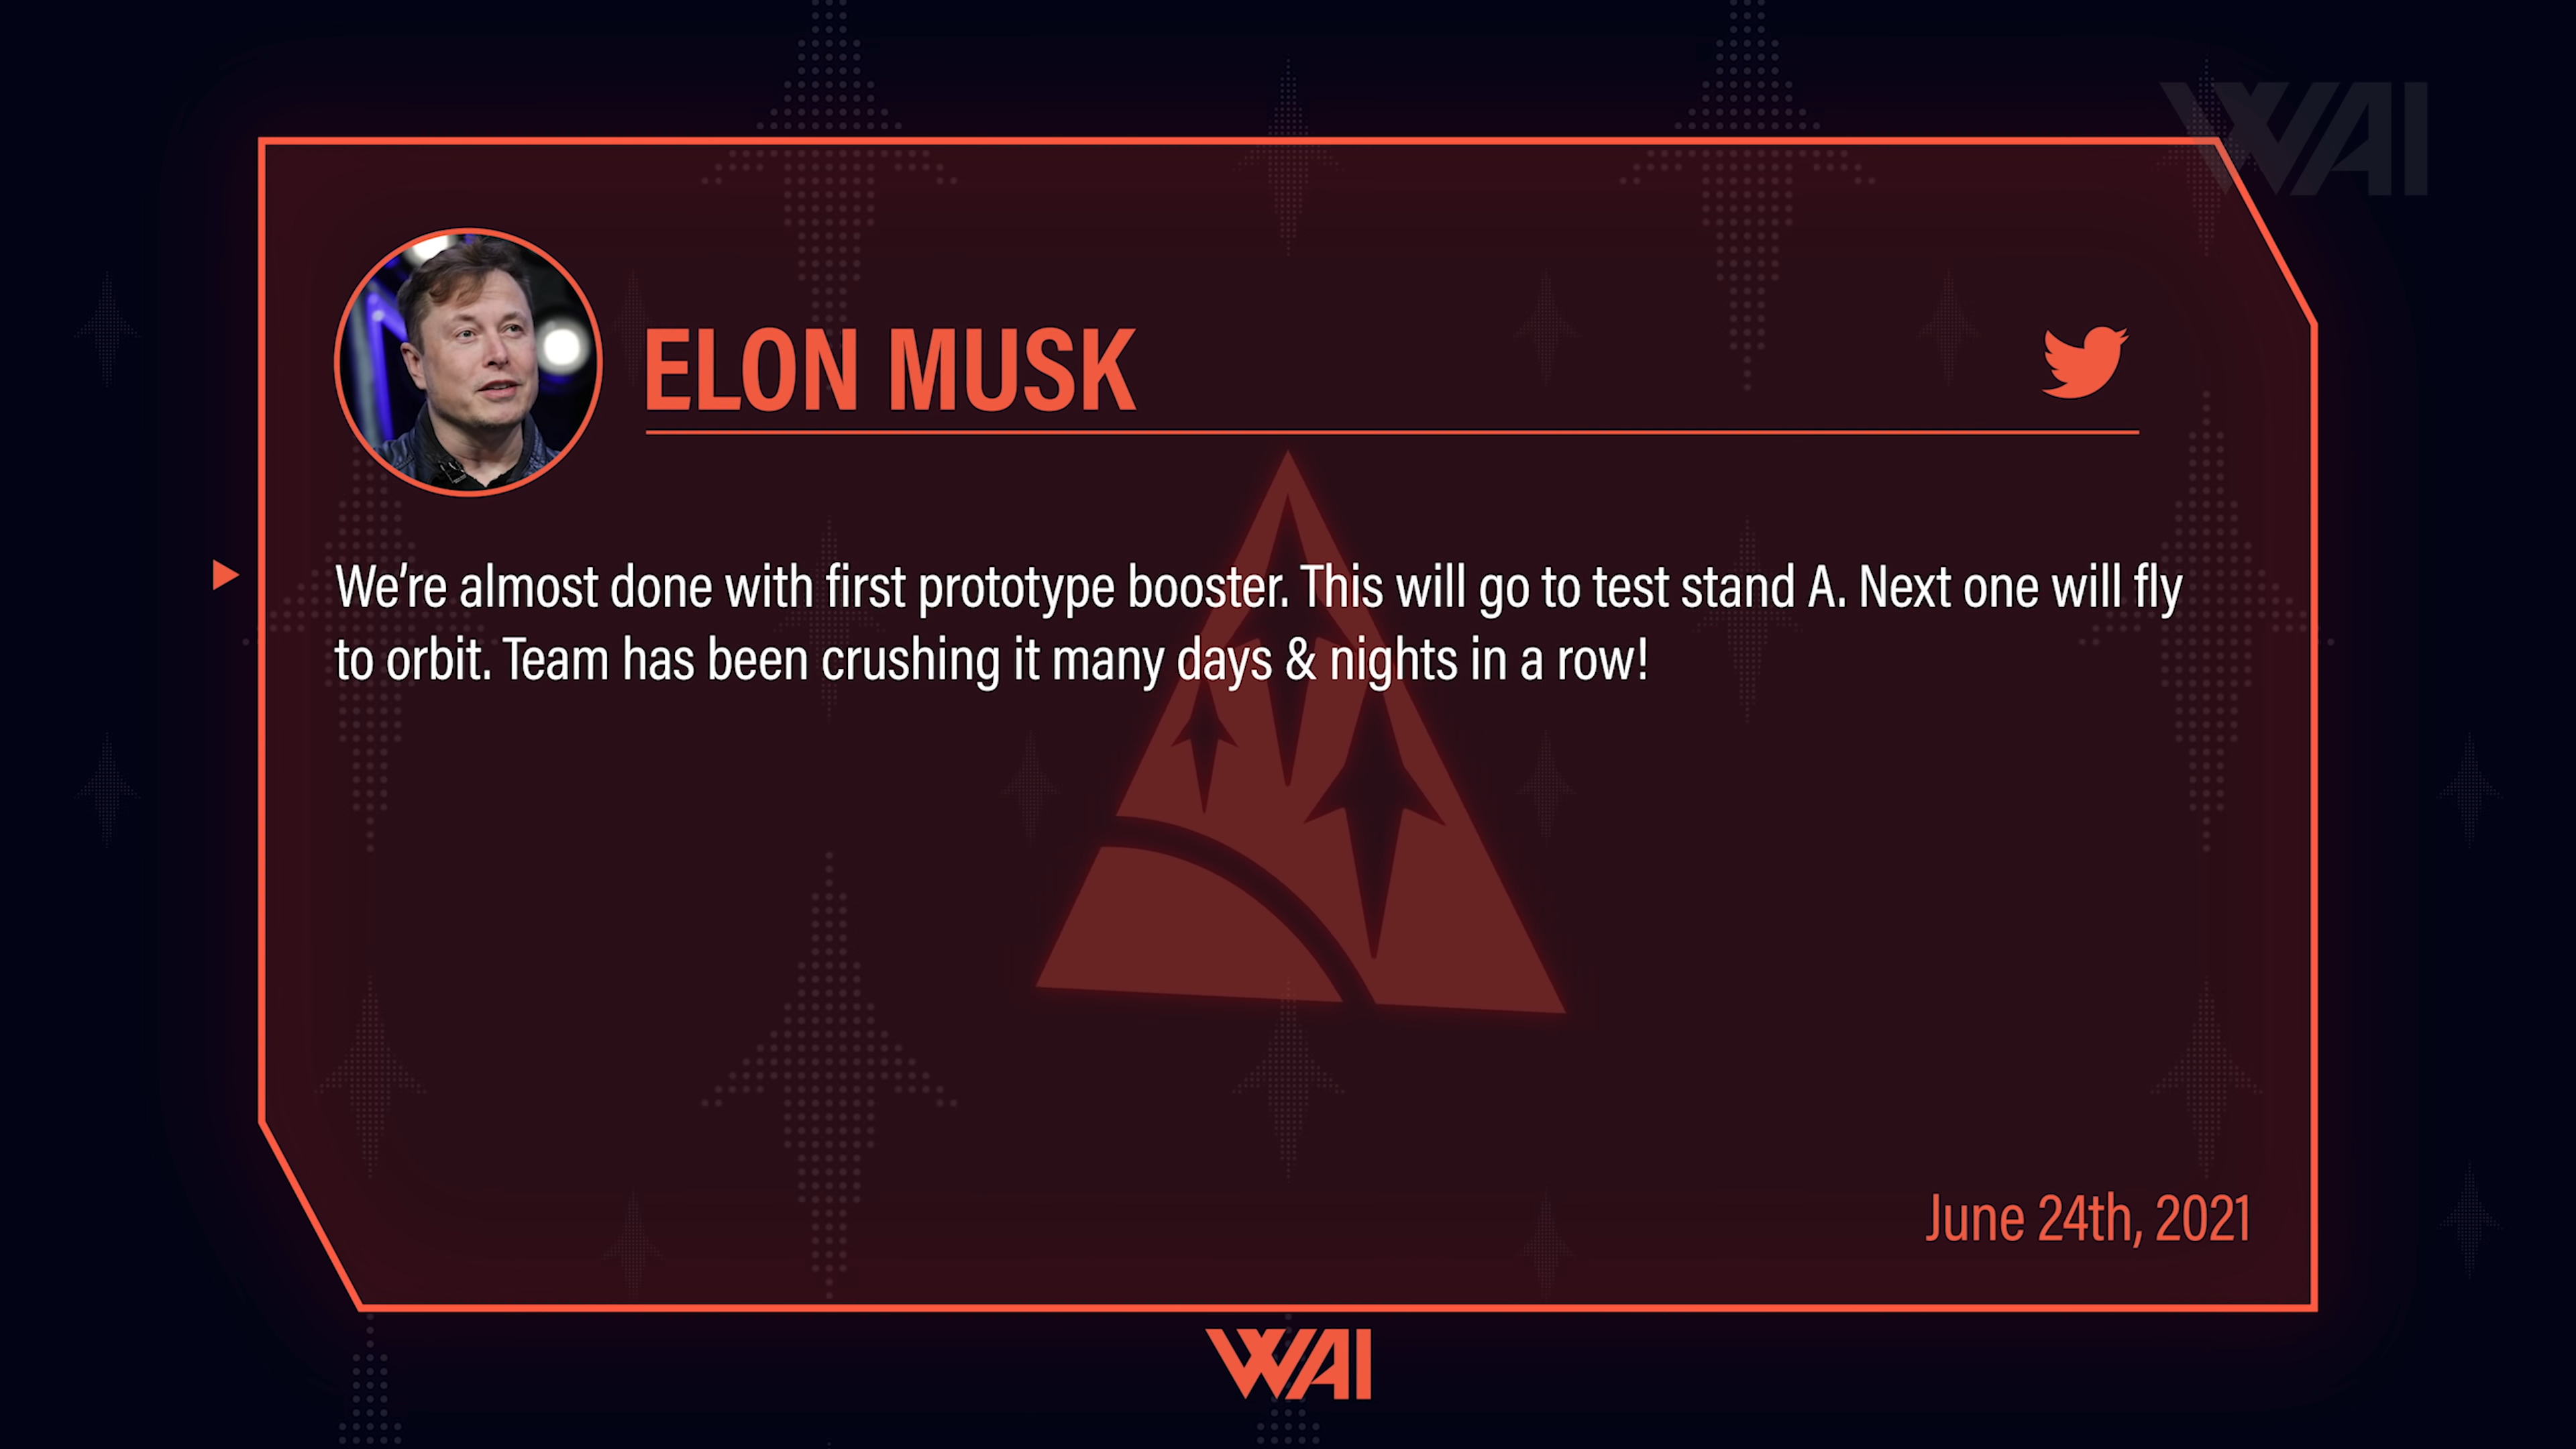 WAI
ELON MUSK
We're almost done with first prototype booster. This will go to test stand A. Next one will fly
to orbit. Team has been crushing it many days & nights in a row!
June 24th, 2021
WAI